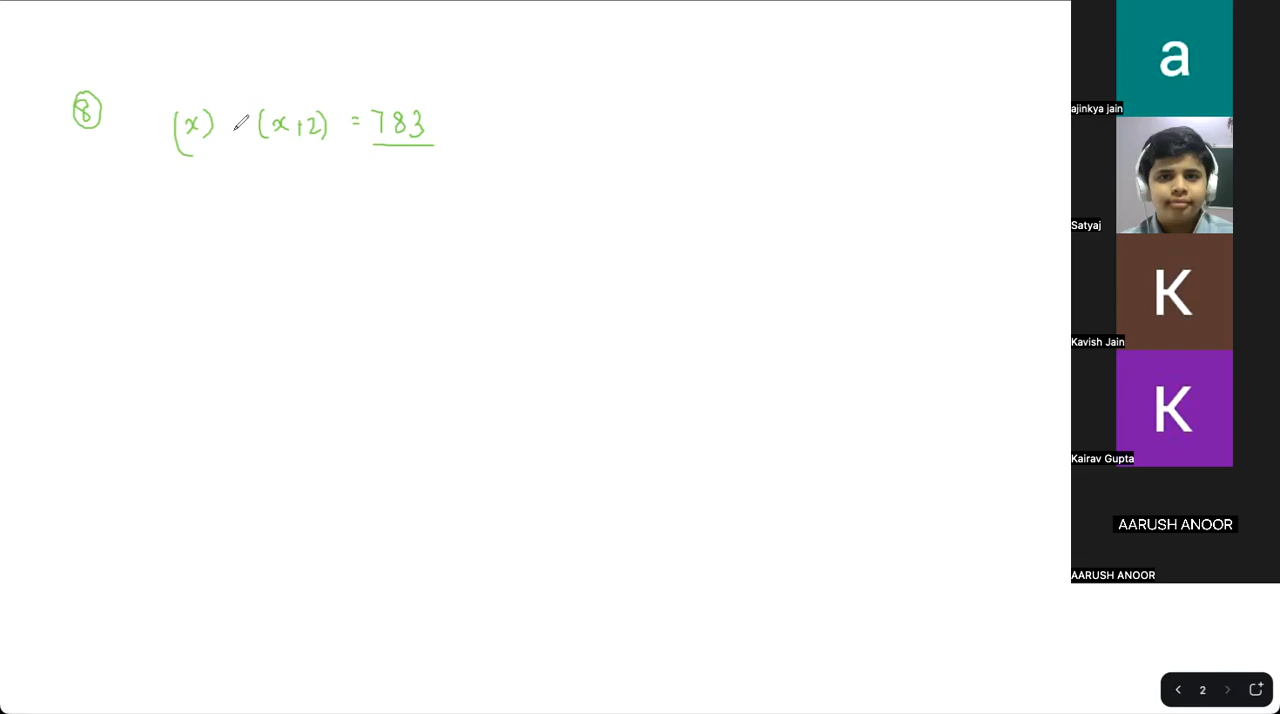 8 (x) (x+2) = 783
a
ajinkya jain
Satyaj
K
Kavish Jain
K
Kairav Gupta
AARUSH ANOOR
AARUSH ANOOR
2